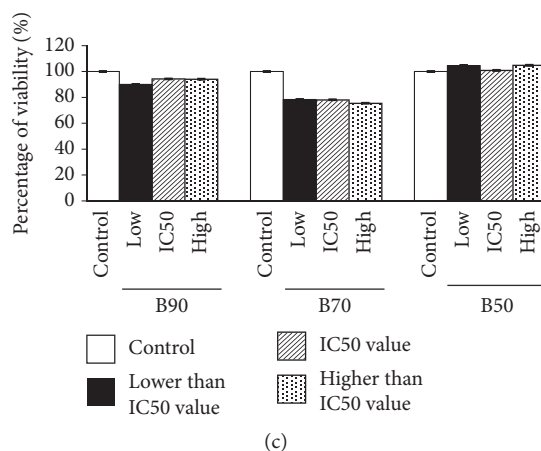 Percentage of viability (%)
120
100
80
60
40
20
0
Control
Low
IC50
High
Control
Low
IC50
High
Control
Low
IC50
High
B90
B70
B50
Control
Lower than
IC50 value
IC50 value
Higher than
IC50 value
(c)